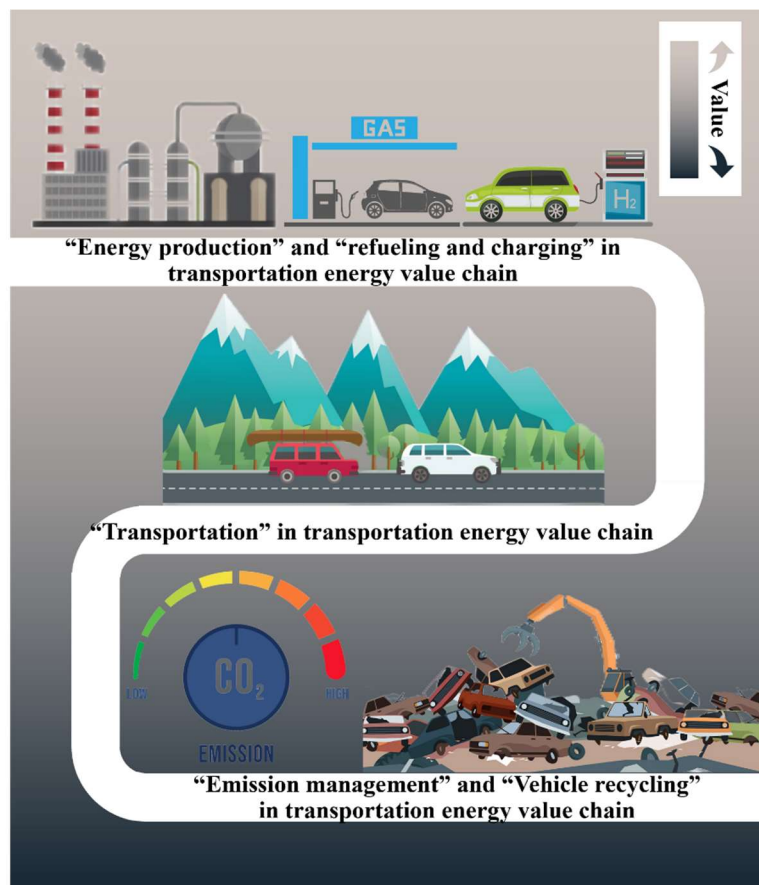 Value
GAS
H2
“Energy production” and “refueling and charging” in
transportation energy value chain
“Transportation” in transportation energy value chain
CO2
LOW
HIGH
EMISSION
“Emission management” and “Vehicle recycling”
in transportation energy value chain